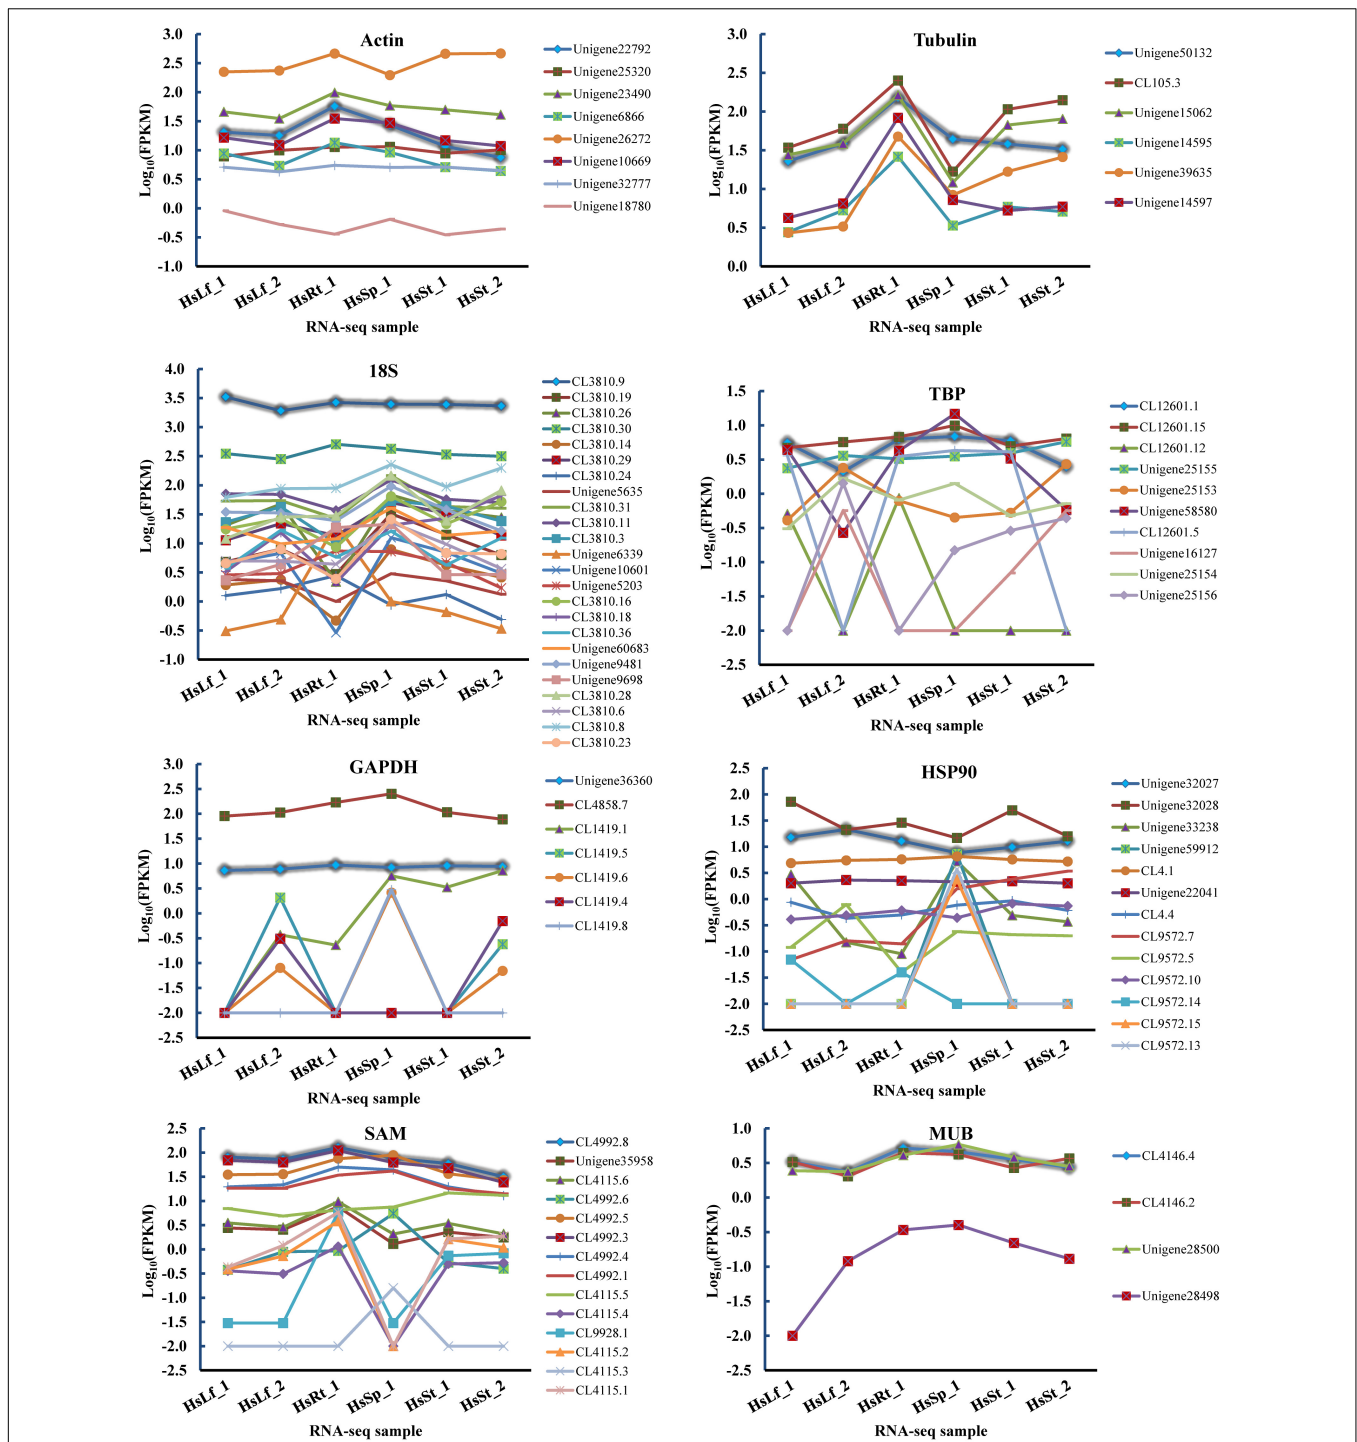 Actin
Log10(FPKM)
3.0
2.5
2.0
1.5
1.0
0.5
0.0
-0.5
-1.0
HsLf_1
HsLf_2
HsRt_1
HsSp_1
HsSt_1
HsSt_2
RNA-seq sample
Unigene22792
Unigene25320
Unigene23490
Unigene6866
Unigene26272
Unigene10669
Unigene32777
Unigene18780
Tubulin
Log10(FPKM)
3.0
2.5
2.0
1.5
1.0
0.5
0.0
HsLf_1
HsLf_2
HsRt_1
HsSp_1
HsSt_1
HsSt_2
RNA-seq sample
Unigene50132
CL105.3
Unigene15062
Unigene14595
Unigene39635
Unigene14597
18S
Log10(FPKM)
4.0
3.5
3.0
2.5
2.0
1.5
1.0
0.5
0.0
-0.5
-1.0
HsLf_1
HsLf_2
HsRt_1
HsSp_1
HsSt_1
HsSt_2
RNA-seq sample
CL3810.9
CL3810.19
CL3810.26
CL3810.30
CL3810.14
CL3810.29
CL3810.24
Unigene5635
CL3810.31
CL3810.11
CL3810.3
Unigene6339
Unigene10601
Unigene5203
CL3810.16
CL3810.18
CL3810.36
Unigene60683
Unigene9481
Unigene9698
CL3810.28
CL3810.6
CL3810.8
CL3810.23
TBP
Log10(FPKM)
1.5
1.0
0.5
0.0
-0.5
-1.0
-1.5
-2.0
-2.5
HsLf_1
HsLf_2
HsRt_1
HsSp_1
HsSt_1
HsSt_2
RNA-seq sample
CL12601.1
CL12601.15
CL12601.12
Unigene25155
Unigene25153
Unigene58580
CL12601.5
Unigene16127
Unigene25154
Unigene25156
GAPDH
Log10(FPKM)
3.0
2.5
2.0
1.5
1.0
0.5
0.0
-0.5
-1.0
-1.5
-2.0
-2.5
HsLf_1
HsLf_2
HsRt_1
HsSp_1
HsSt_1
HsSt_2
RNA-seq sample
Unigene36360
CL4858.7
CL1419.1
CL1419.5
CL1419.6
CL1419.4
CL1419.8
HSP90
Log10(FPKM)
2.5
2.0
1.5
1.0
0.5
0.0
-0.5
-1.0
-1.5
-2.0
-2.5
HsLf_1
HsLf_2
HsRt_1
HsSp_1
HsSt_1
HsSt_2
RNA-seq sample
Unigene32027
Unigene32028
Unigene33238
Unigene59912
CL4.1
Unigene22041
CL4.4
CL9572.7
CL9572.5
CL9572.10
CL9572.14
CL9572.15
CL9572.13
SAM
Log10(FPKM)
2.5
2.0
1.5
1.0
0.5
0.0
-0.5
-1.0
-1.5
-2.0
-2.5
HsLf_1
HsLf_2
HsRt_1
HsSp_1
HsSt_1
HsSt_2
RNA-seq sample
CL4992.8
Unigene35958
CL4115.6
CL4992.6
CL4992.5
CL4992.3
CL4992.4
CL4992.1
CL4115.5
CL4115.4
CL9928.1
CL4115.2
CL4115.3
CL4115.1
MUB
Log10(FPKM)
1.0
0.5
0.0
-0.5
-1.0
-1.5
-2.0
-2.5
HsLf_1
HsLf_2
HsRt_1
HsSp_1
HsSt_1
HsSt_2
RNA-seq sample
CL4146.4
CL4146.2
Unigene28500
Unigene28498